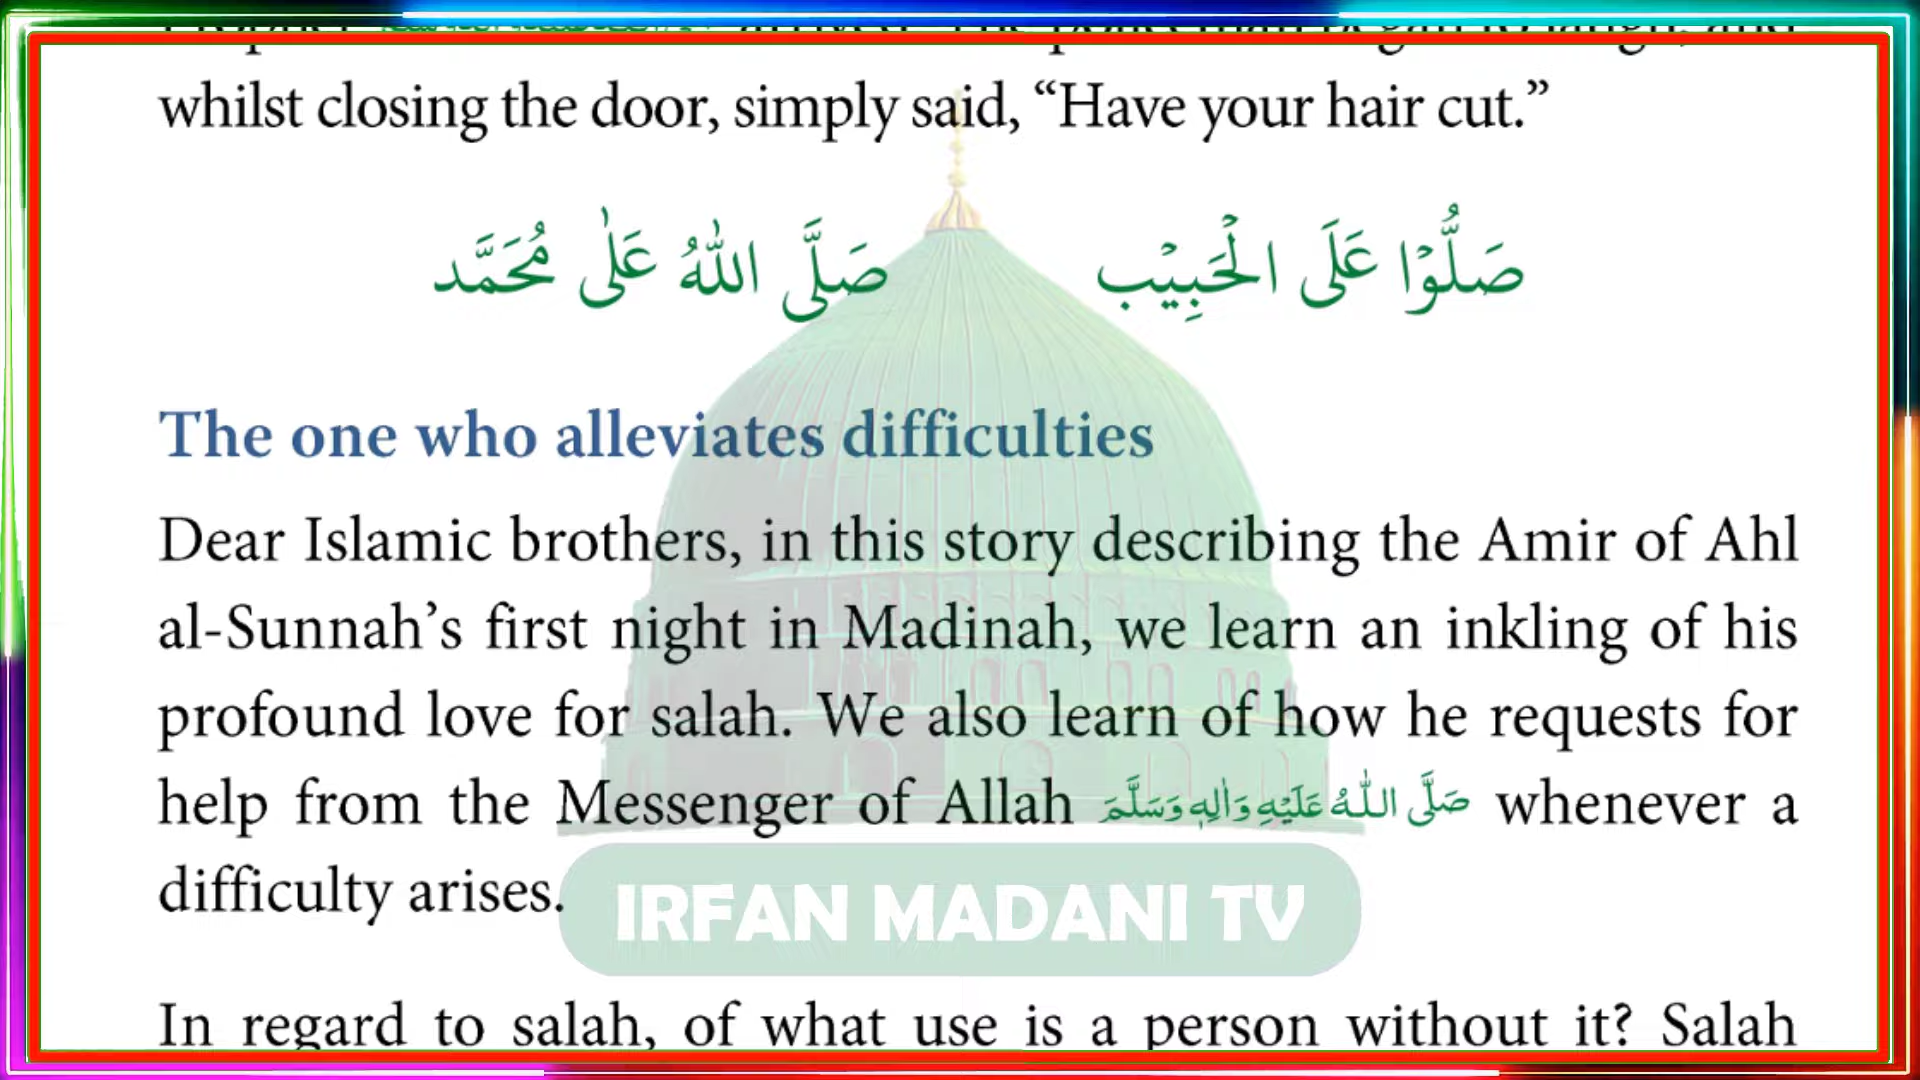 whilst closing the door, simply said, “Have your hair cut.”
صَلُّوْا عَلَى الْحَبِيْب صَلَّى اللّٰهُ عَلٰى مُحَمَّد
The one who alleviates difficulties
Dear Islamic brothers, in this story describing the Amir of Ahl
al-Sunnah’s first night in Madinah, we learn an inkling of his
profound love for salah. We also learn of how he requests for
help from the Messenger of Allah صَلَّى اللّٰهُ عَلَيْهِ وَاٰلِهٖ وَسَلَّمَ whenever a
difficulty arises.
IRFAN MADANI TV
In regard to salah, of what use is a person without it? Salah